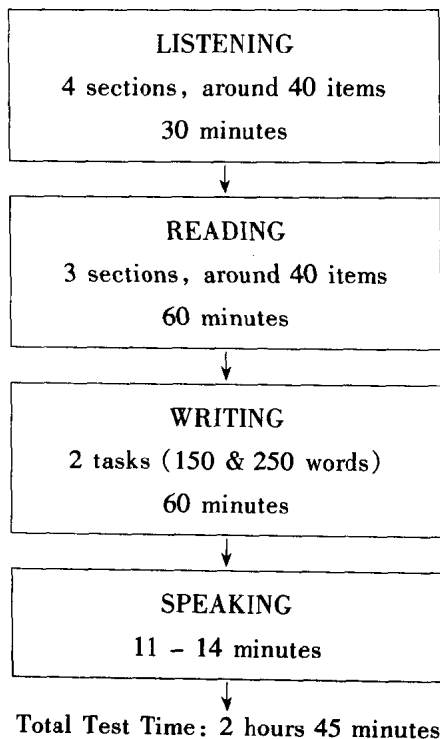 LISTENING
4 sections, around 40 items
30 minutes
READING
3 sections, around 40 items
60 minutes
WRITING
2 tasks (150 & 250 words)
60 minutes
SPEAKING
11 – 14 minutes
Total Test Time: 2 hours 45 minutes